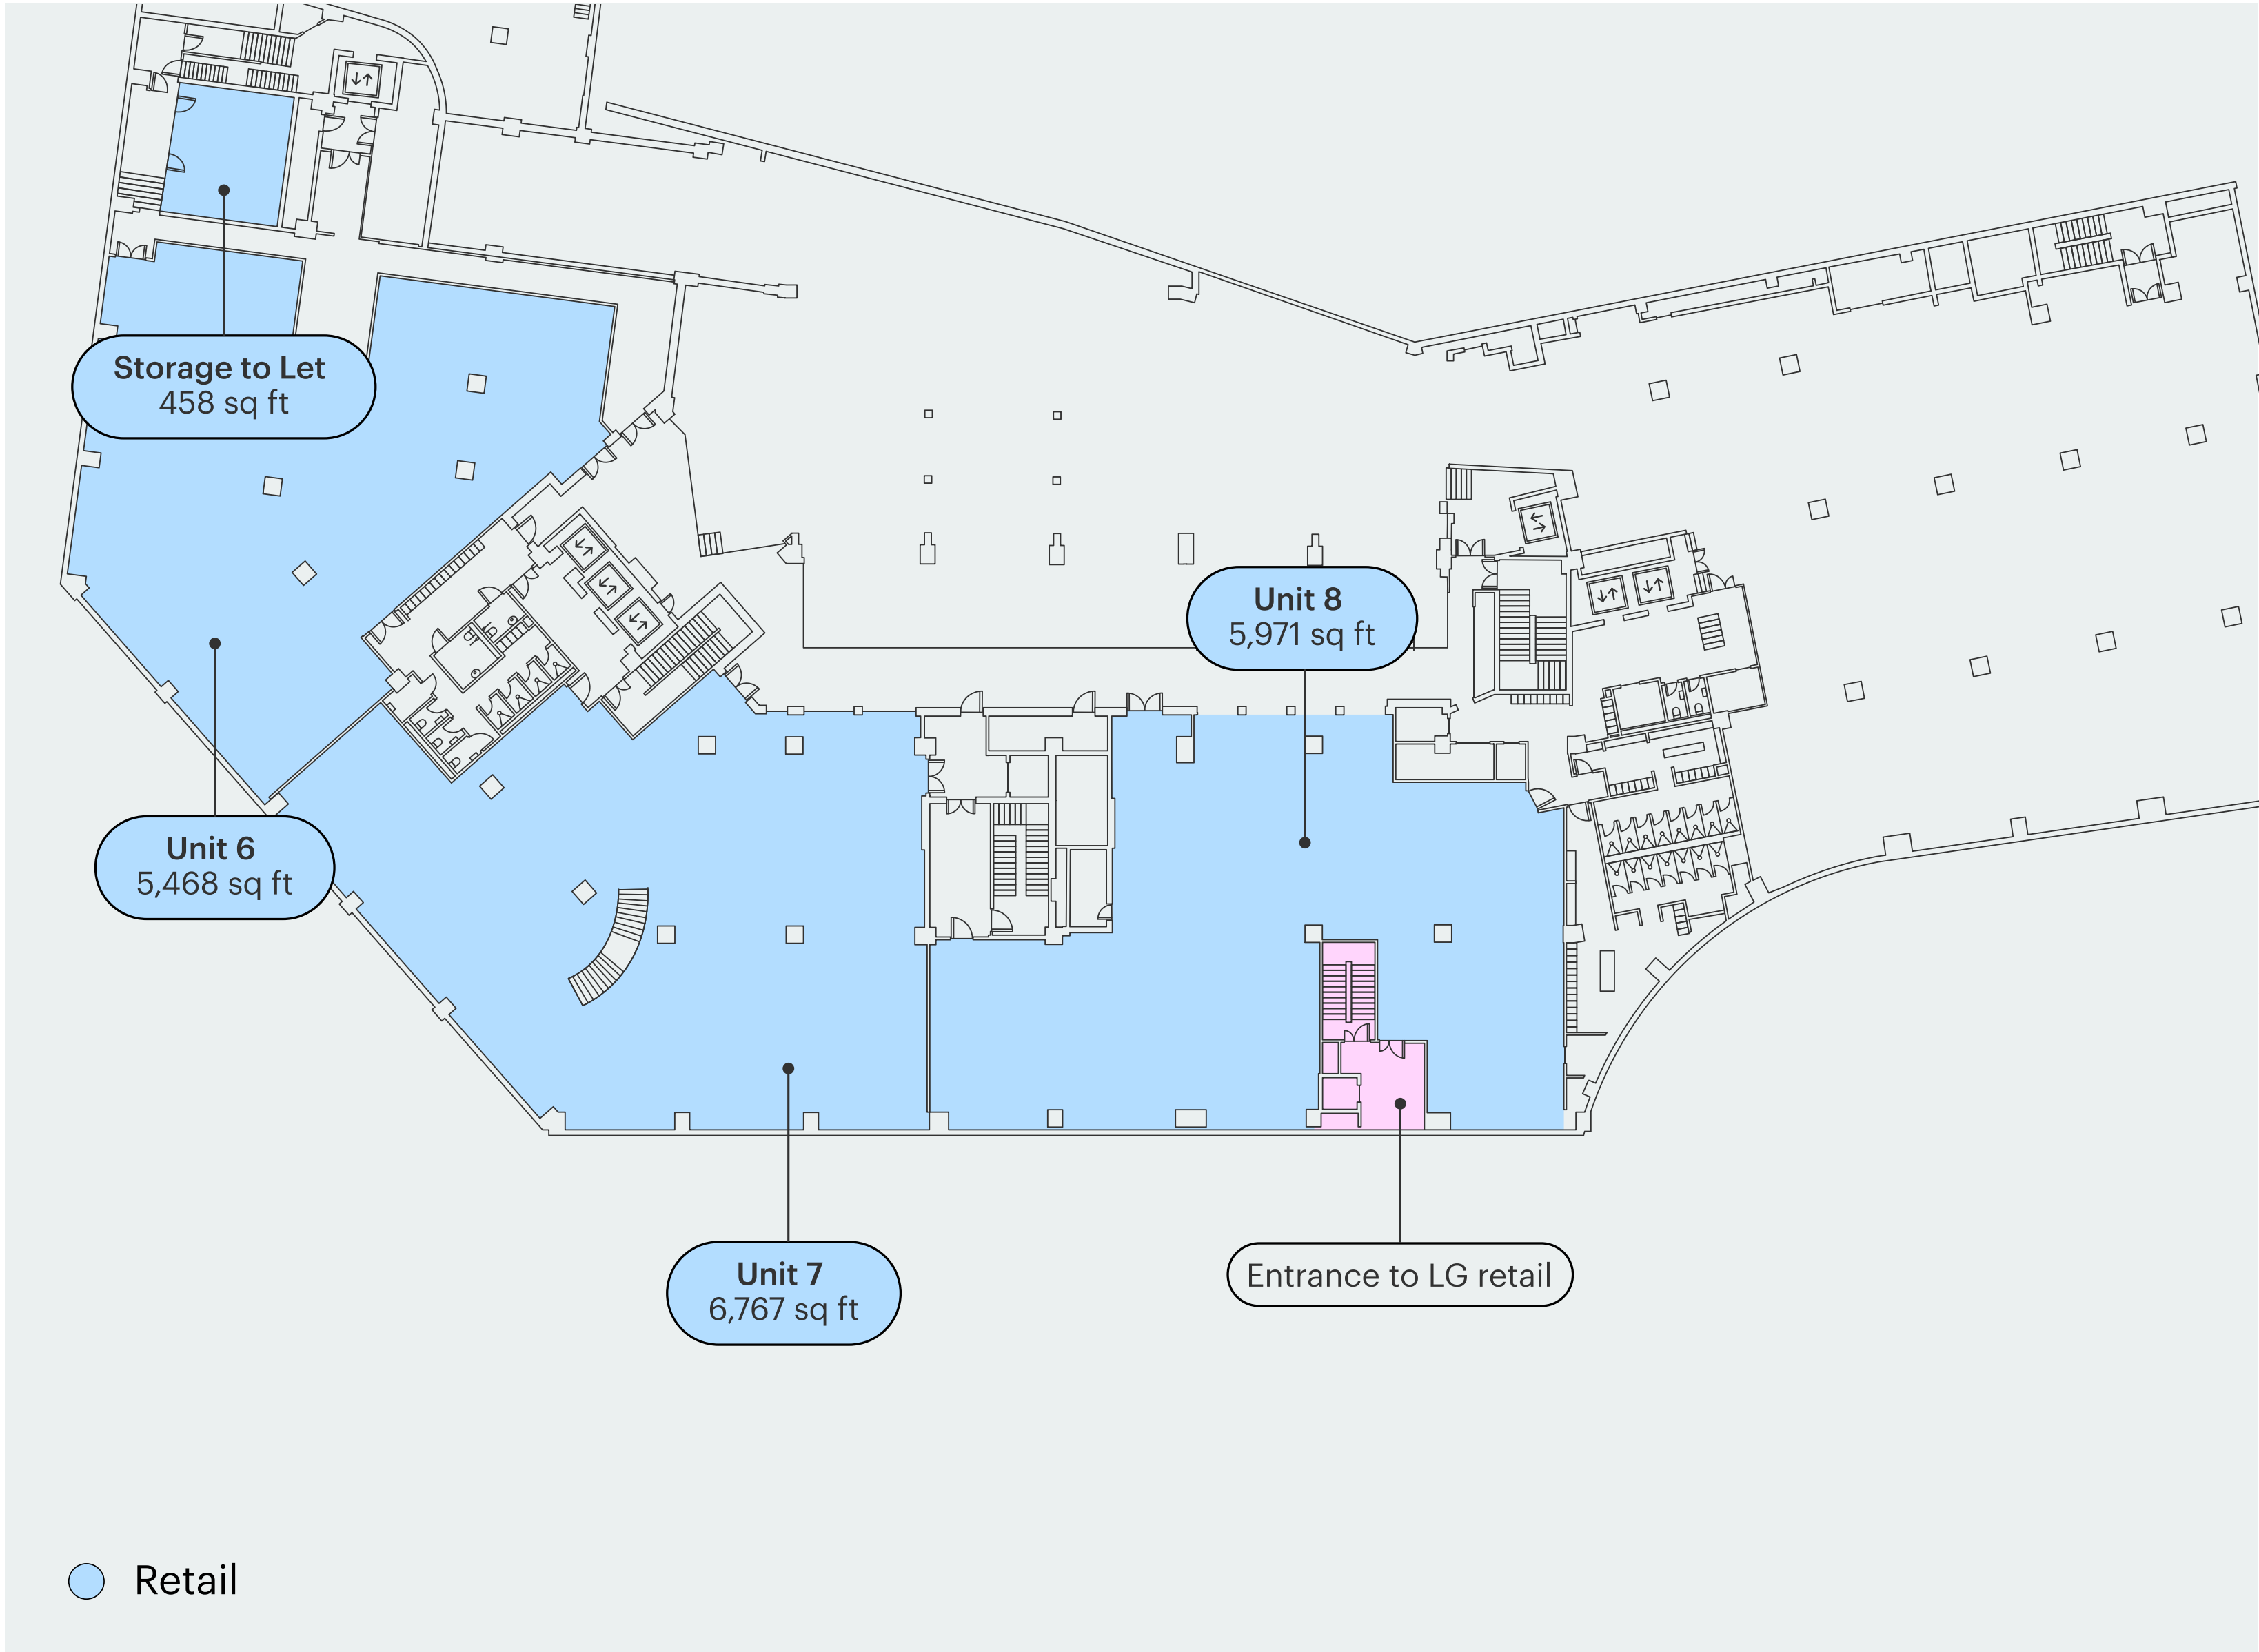 Storage to Let
458 sq ft
Unit 8
5,971 sq ft
Unit 6
5,468 sq ft
Unit 7
6,767 sq ft
Entrance to LG retail
Retail